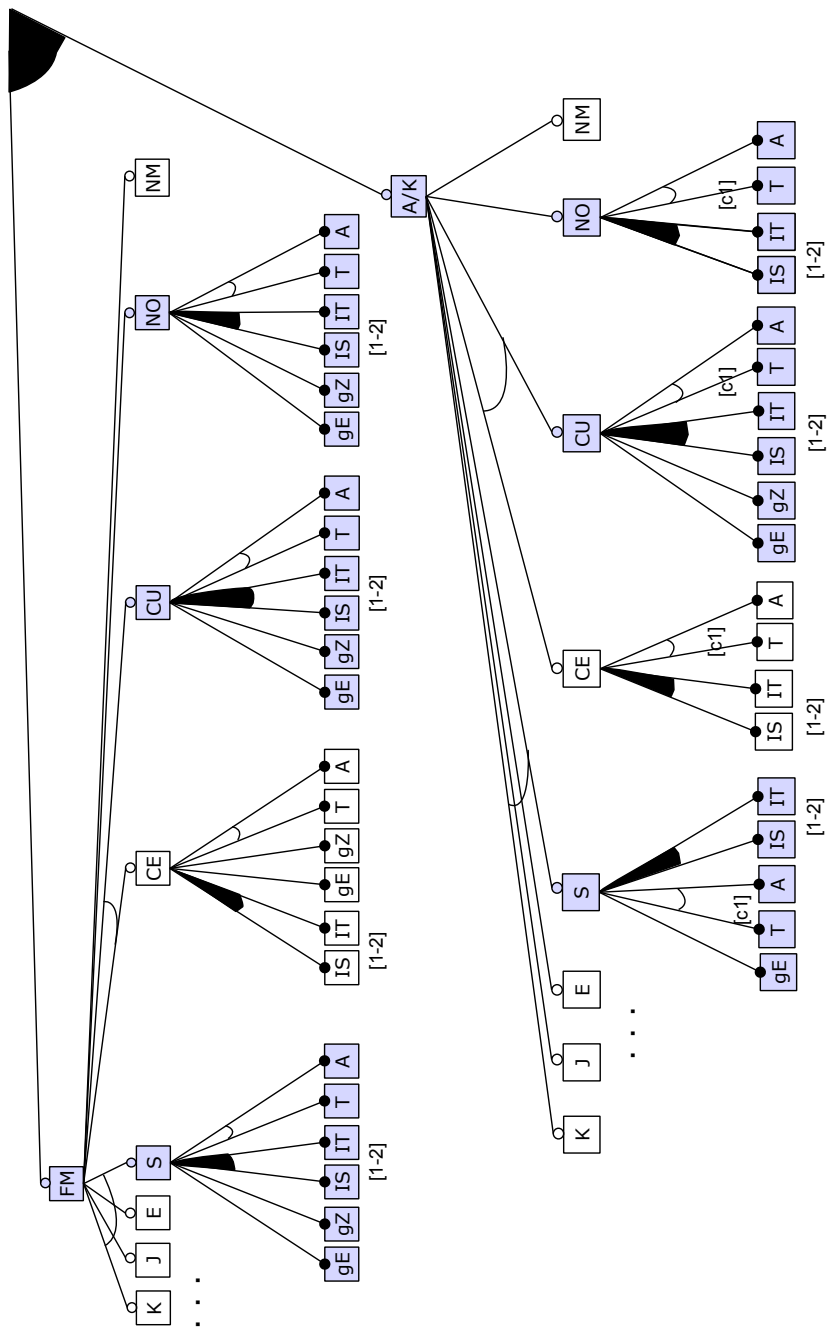 FM
K J E S CE CU NO NM
. . .
gE gZ IS IT T A IS IT gE gZ T A gE gZ IS IT T A gE gZ IS IT T A
[1-2] [1-2] [1-2] [1-2]
A/K
K J E S CE CU NO NM
. . .
[c1] [c1] [c1] [c1]
gE T A IS IT IS IT T A gE gZ IS IT T A IS IT T A
[1-2] [1-2] [1-2] [1-2]